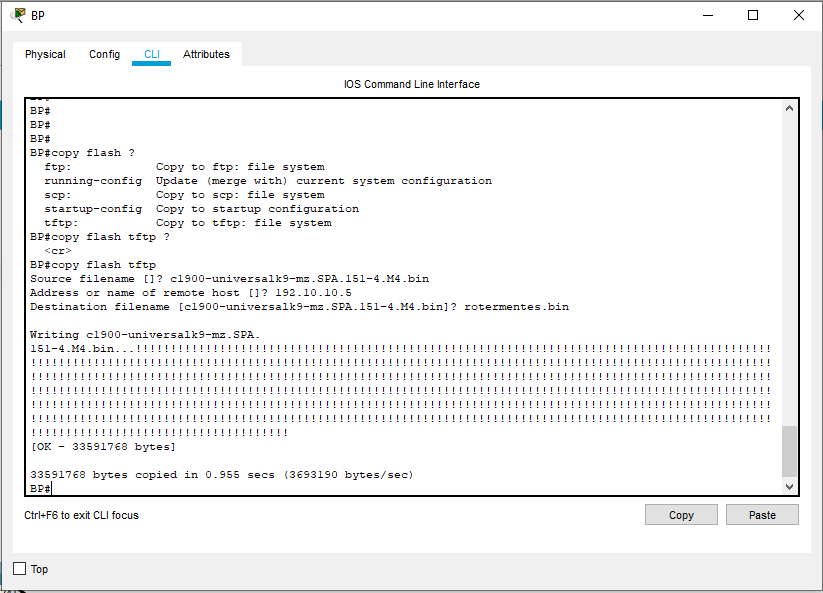 BP
Physical Config CLI Attributes
IOS Command Line Interface
BP#
BP#
BP#
BP#
BP#copy flash ?
ftp: Copy to ftp: file system
running-config Update (merge with) current system configuration
scp: Copy to scp: file system
startup-config Copy to startup configuration
tftp: Copy to tftp: file system
BP#copy flash tftp ?
<cr>
BP#copy flash tftp
Source filename []? c1900-universalk9-mz.SPA.151-4.M4.bin
Address or name of remote host []? 192.10.10.5
Destination filename [c1900-universalk9-mz.SPA.151-4.M4.bin]? rotermentes.bin
Writing c1900-universalk9-mz.SPA.
151-4.M4.bin...!!!!!!!!!!!!!!!!!!!!!!!!!!!!!!!!!!!!!!!!!!!!!!!!!!!!!!!!!!!!!!!!!!!!!!!!!!!!!!!!!!!!!!!!!!!
!!!!!!!!!!!!!!!!!!!!!!!!!!!!!!!!!!!!!!!!!!!!!!!!!!!!!!!!!!!!!!!!!!!!!!!!!!!!!!!!!!!!!!!!!!!!!!!!!!!!!!!!!!
!!!!!!!!!!!!!!!!!!!!!!!!!!!!!!!!!!!!!!!!!!!!!!!!!!!!!!!!!!!!!!!!!!!!!!!!!!!!!!!!!!!!!!!!!!!!!!!!!!!!!!!!!!
!!!!!!!!!!!!!!!!!!!!!!!!!!!!!!!!!!!!!!!!!!!!!!!!!!!!!!!!!!!!!!!!!!!!!!!!!!!!!!!!!!!!!!!!!!!!!!!!!!!!!!!!!!
!!!!!!!!!!!!!!!!!!!!!!!!!!!!!!!!!!!!!!!!!!!!!!!!!!!!!!!!!!!!!!!!!!!!!!!!!!!!!!!!!!!!!!!!!!!!!!!!!!!!!!!!!!
!!!!!!!!!!!!!!!!!!!!!!!!!!!!!!!!!!!!!!!!!!!!!!!!!!!!!!!!!!!!!!!!!!!!!!!!!!!!!!!!!!!!!!!!!!!!!!!!!!!!!!!!!!
!!!!!!!!!!!!!!!!!!!!!!!!!!!!!!!!!!!!!
[OK - 33591768 bytes]
33591768 bytes copied in 0.955 secs (3693190 bytes/sec)
BP#
Ctrl+F6 to exit CLI focus
Copy Paste
Top